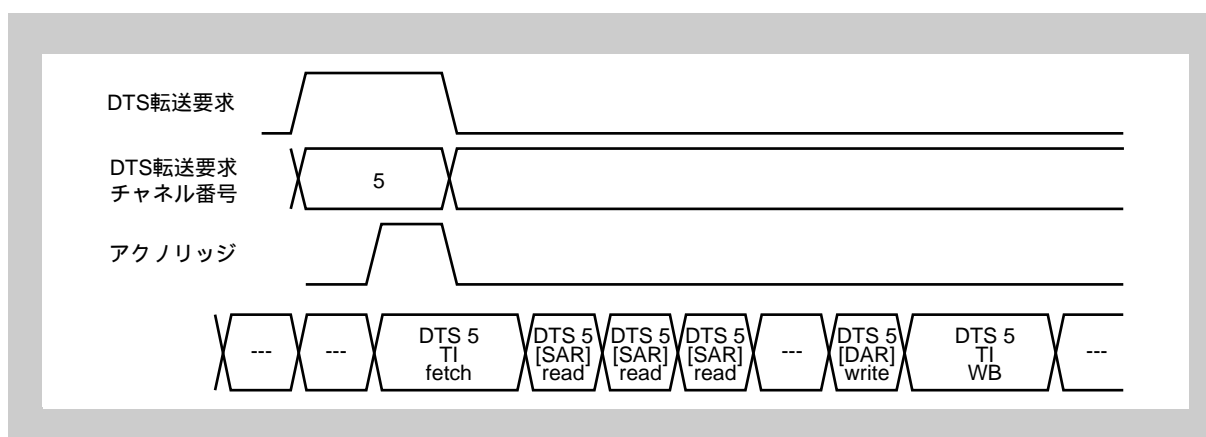 DTS転送要求
DTS転送要求
チャネル番号
5
アクノリッジ
---
---
DTS 5
TI
fetch
DTS 5
[SAR]
read
DTS 5
[SAR]
read
DTS 5
[SAR]
read
---
DTS 5
[DAR]
write
DTS 5
TI
WB
---